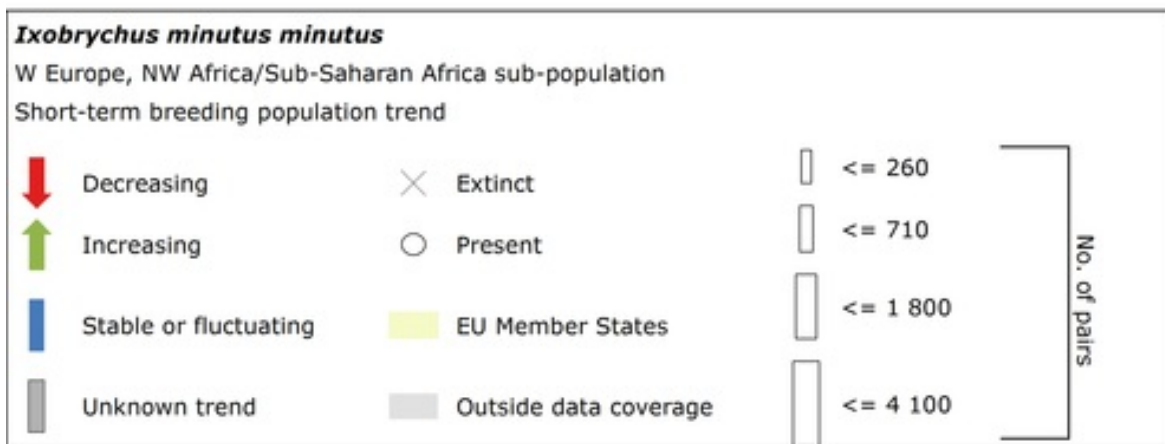 Ixobrychus minutus minutus
W Europe, NW Africa/Sub-Saharan Africa sub-population
Short-term breeding population trend
Decreasing
Increasing
Stable or fluctuating
Unknown trend
Extinct
Present
EU Member States
Outside data coverage
<= 260
<= 710
<= 1 800
<= 4 100
No. of pairs